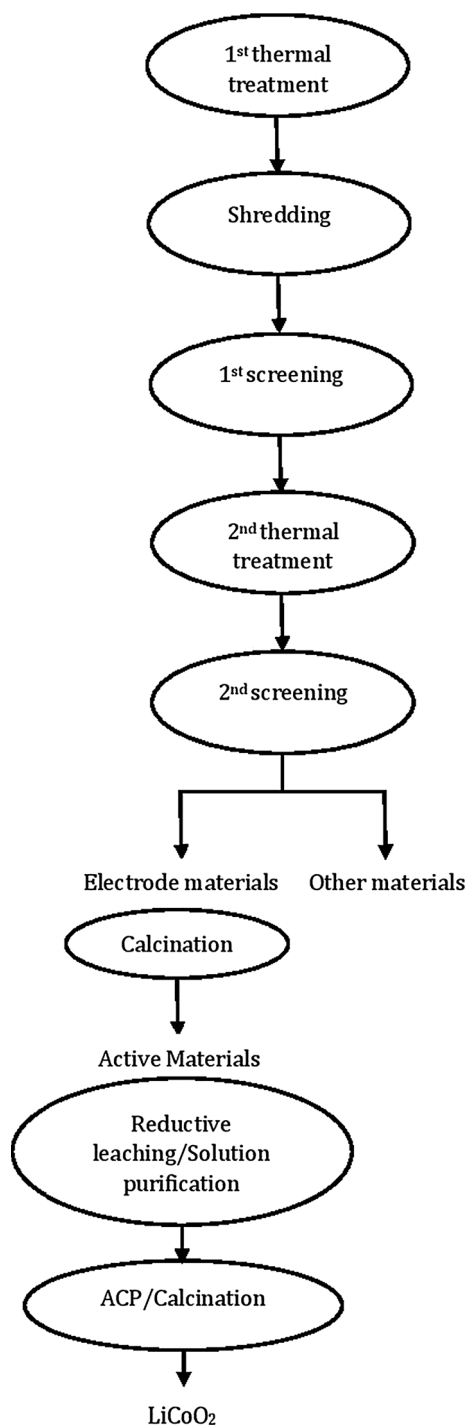 1st thermal
treatment
Shredding
1st screening
2nd thermal
treatment
2nd screening
Electrode materials Other materials
Calcination
Active Materials
Reductive
leaching/Solution
purification
ACP/Calcination
LiCoO₂